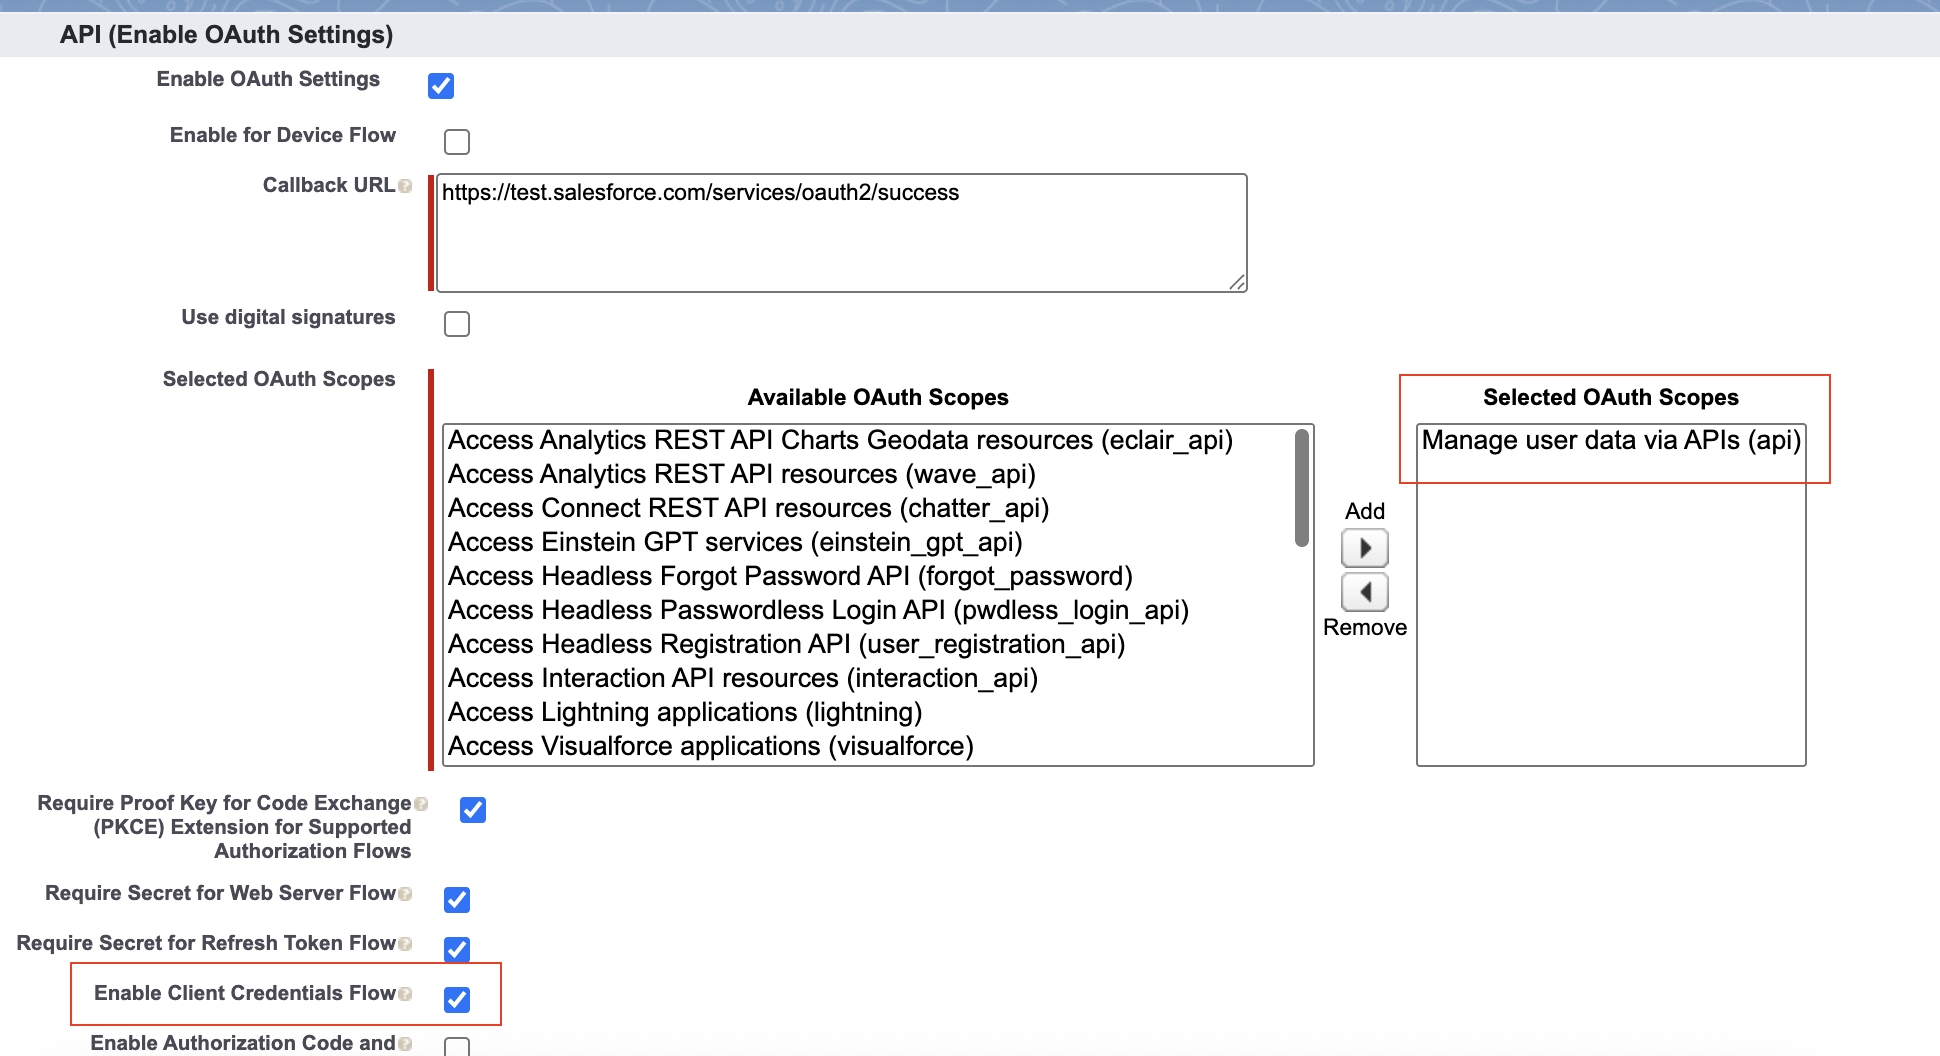 API (Enable OAuth Settings)
Enable OAuth Settings
Enable for Device Flow
Callback URL
https://test.salesforce.com/services/oauth2/success
Use digital signatures
Selected OAuth Scopes
Available OAuth Scopes
Access Analytics REST API Charts Geodata resources (eclair_api)
Access Analytics REST API resources (wave_api)
Access Connect REST API resources (chatter_api)
Access Einstein GPT services (einstein_gpt_api)
Access Headless Forgot Password API (forgot_password)
Access Headless Passwordless Login API (pwdless_login_api)
Access Headless Registration API (user_registration_api)
Access Interaction API resources (interaction_api)
Access Lightning applications (lightning)
Access Visualforce applications (visualforce)
Add
Remove
Selected OAuth Scopes
Manage user data via APIs (api)
Require Proof Key for Code Exchange
(PKCE) Extension for Supported
Authorization Flows
Require Secret for Web Server Flow
Require Secret for Refresh Token Flow
Enable Client Credentials Flow
Enable Authorization Code and